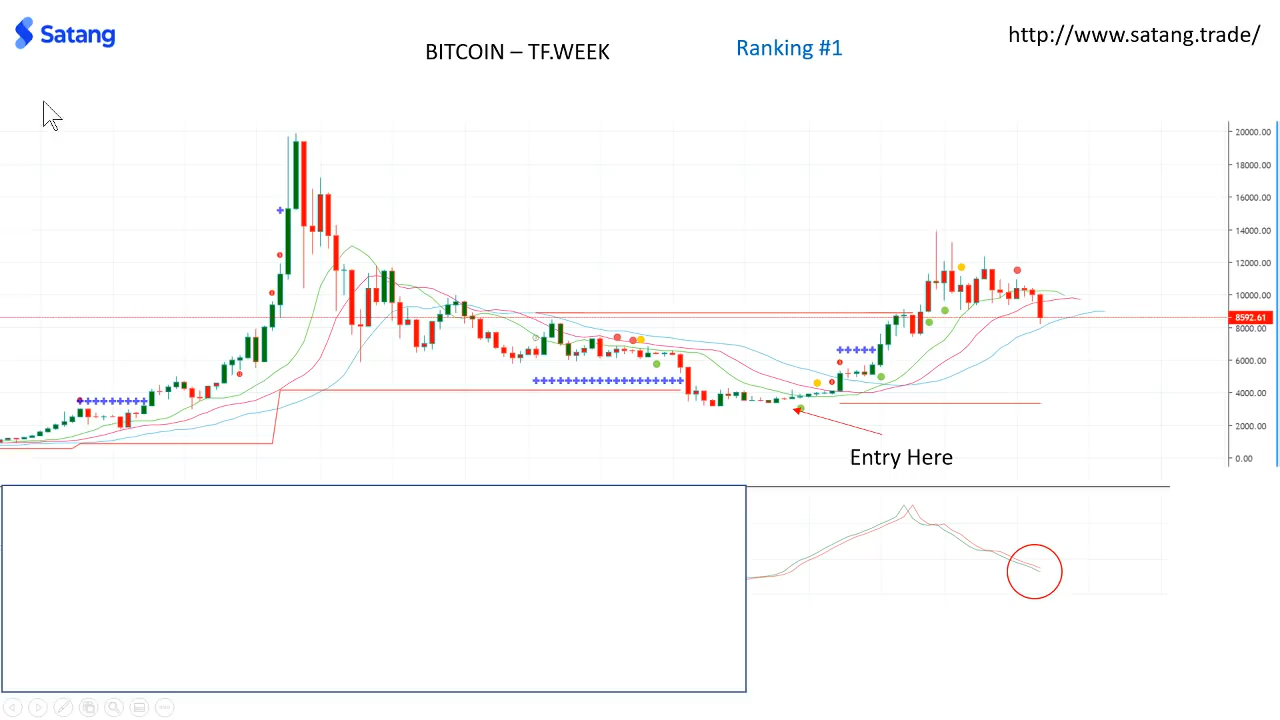 Satang
BITCOIN – TF.WEEK
Ranking #1
http://www.satang.trade/
20000.00
18000.00
16000.00
14000.00
12000.00
10000.00
8592.61
8000.00
6000.00
4000.00
2000.00
0.00
Entry Here